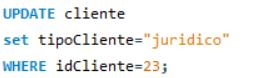 UPDATE cliente
set tipoCliente="juridico"
WHERE idCliente=23;